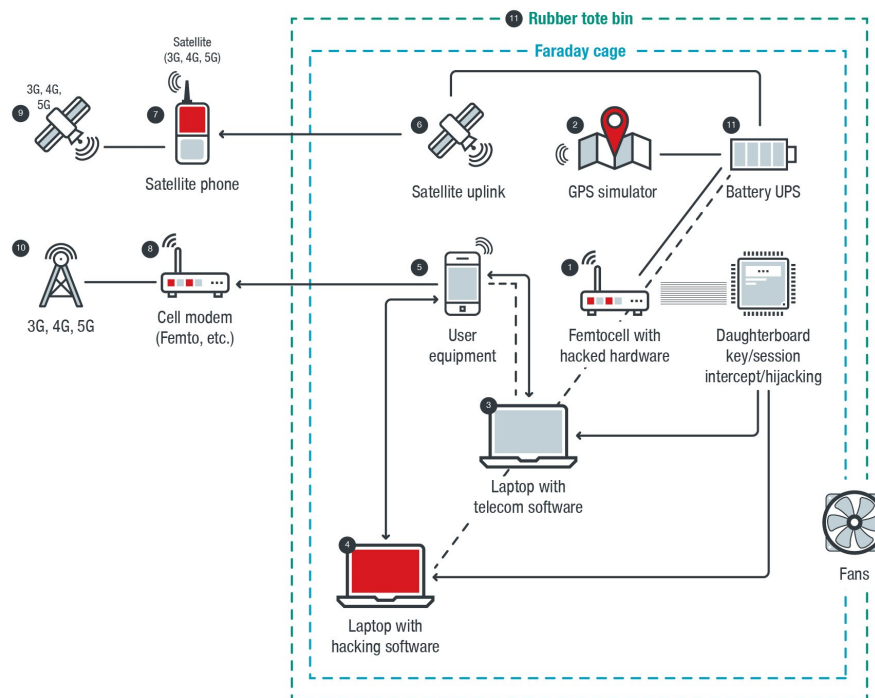 11 Rubber tote bin
Faraday cage
Satellite
(3G, 4G, 5G)
3G, 4G,
5G
9
7
6
2
11
Satellite phone
Satellite uplink
GPS simulator
Battery UPS
10
8
5
1
3G, 4G, 5G
Cell modem
(Femto, etc.)
User
equipment
Femtocell with
hacked hardware
Daughterboard
key/session
intercept/hijacking
3
Laptop with
telecom software
4
Laptop with
hacking software
Fans